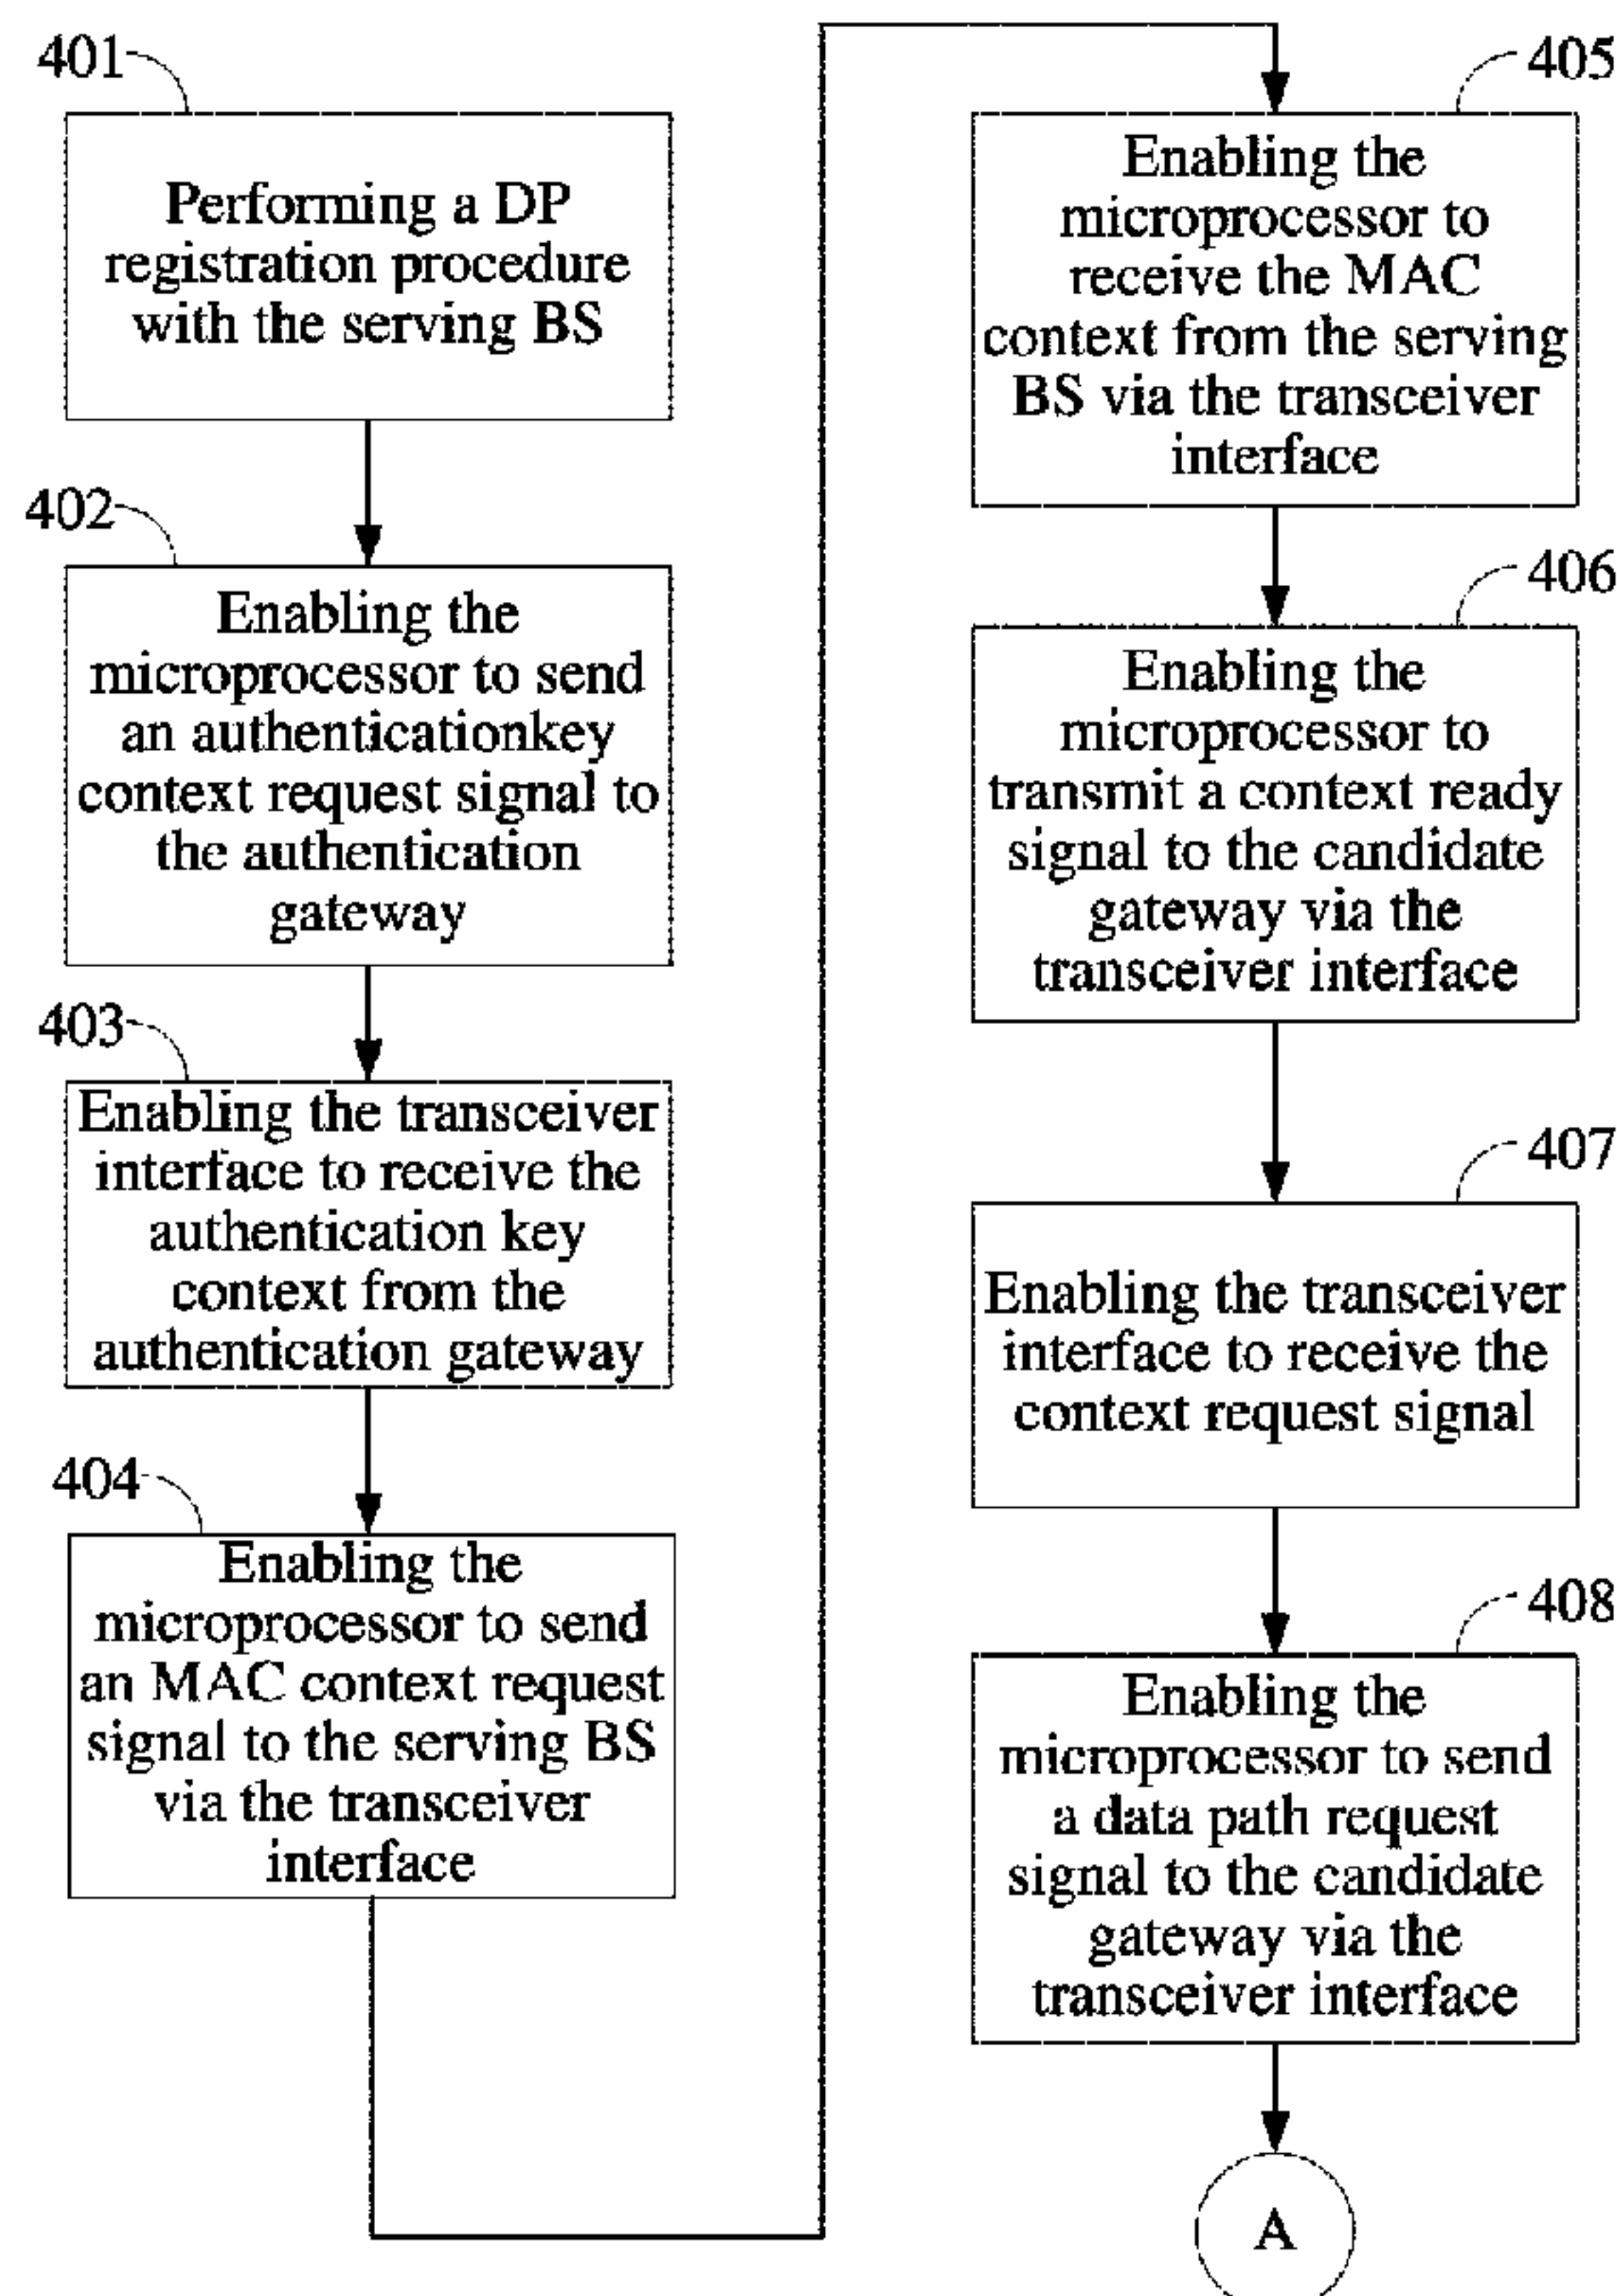 401
Performing a DP
registration procedure
with the serving BS
402
Enabling the
microprocessor to send
an authenticationkey
context request signal to
the authentication
gateway
403
Enabling the transceiver
interface to receive the
authentication key
context from the
authentication gateway
404
Enabling the
microprocessor to send
an MAC context request
signal to the serving BS
via the transceiver
interface
405
Enabling the
microprocessor to
receive the MAC
context from the serving
BS via the transceiver
interface
406
Enabling the
microprocessor to
transmit a context ready
signal to the candidate
gateway via the
transceiver interface
407
Enabling the transceiver
interface to receive the
context request signal
408
Enabling the
microprocessor to send
a data path request
signal to the candidate
gateway via the
transceiver interface
A